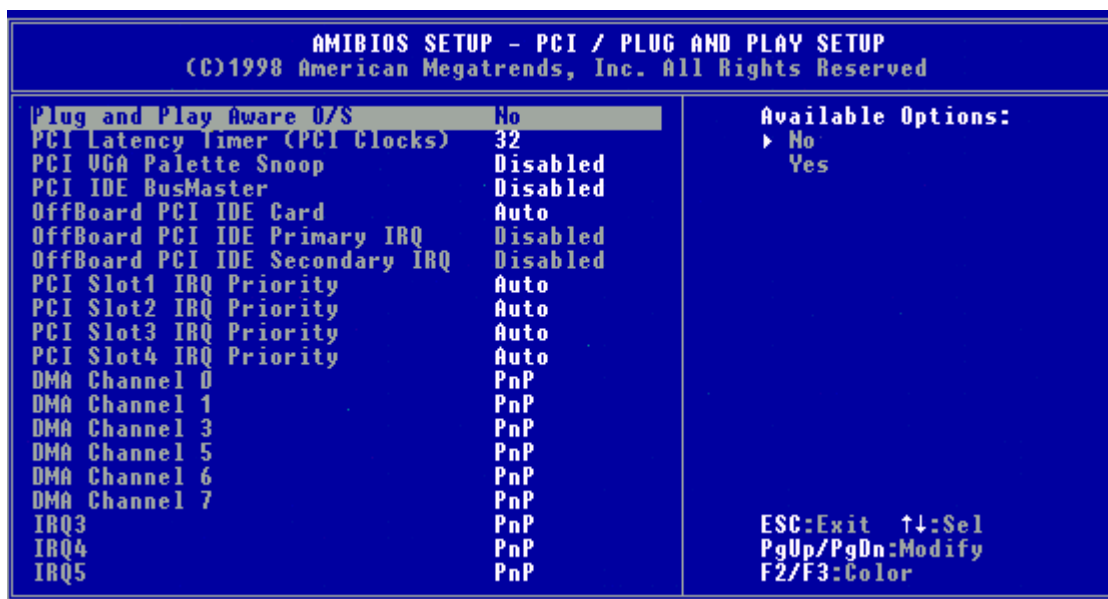 AMIBIOS SETUP - PCI / PLUG AND PLAY SETUP
(C)1998 American Megatrends, Inc. All Rights Reserved
Plug and Play Aware O/S No
PCI Latency Timer (PCI Clocks) 32
PCI VGA Palette Snoop Disabled
PCI IDE BusMaster Disabled
OffBoard PCI IDE Card Auto
OffBoard PCI IDE Primary IRQ Disabled
OffBoard PCI IDE Secondary IRQ Disabled
PCI Slot1 IRQ Priority Auto
PCI Slot2 IRQ Priority Auto
PCI Slot3 IRQ Priority Auto
PCI Slot4 IRQ Priority Auto
DMA Channel 0 PnP
DMA Channel 1 PnP
DMA Channel 3 PnP
DMA Channel 5 PnP
DMA Channel 6 PnP
DMA Channel 7 PnP
IRQ3 PnP
IRQ4 PnP
IRQ5 PnP
Available Options:
▶ No
Yes
ESC:Exit ↑↓:Sel
PgUp/PgDn:Modify
F2/F3:Color